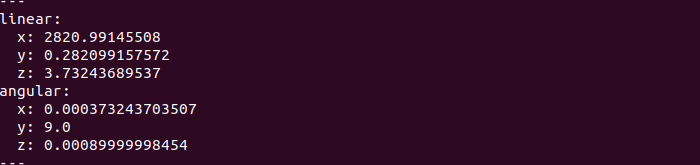 ---
linear:
  x: 2820.99145508
  y: 0.282099157572
  z: 3.73243689537
angular:
  x: 0.000373243703507
  y: 9.0
  z: 0.00089999998454
---